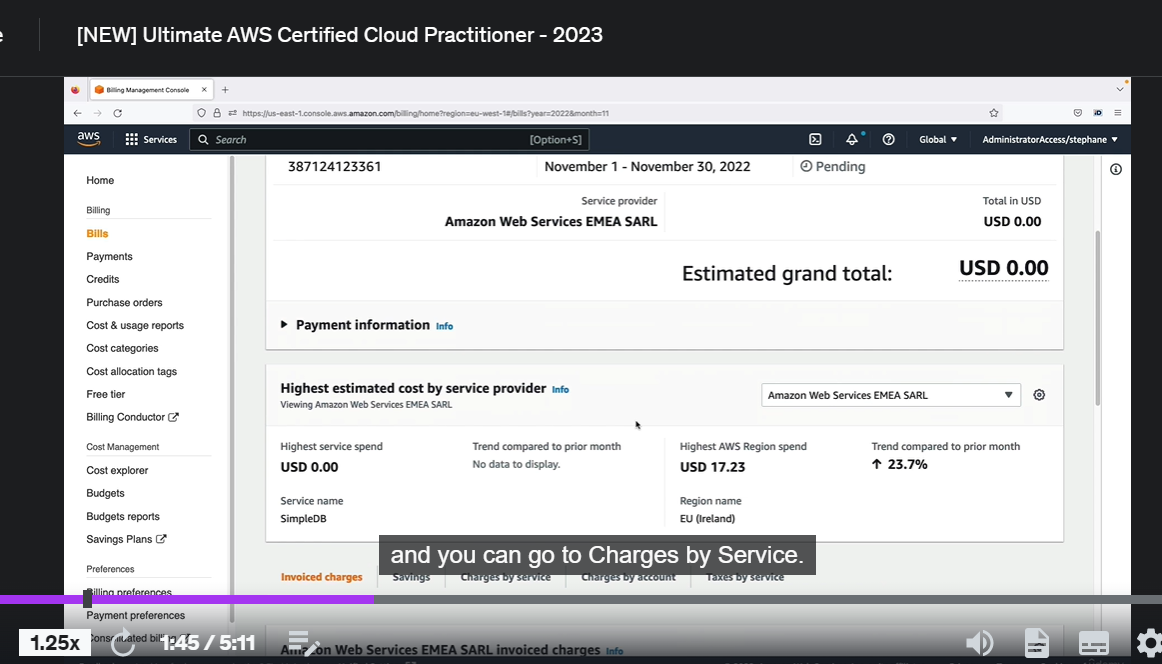 e
[NEW] Ultimate AWS Certified Cloud Practitioner - 2023
Billing Management Console
https://us-east-1.console.aws.amazon.com/billing/home?region=eu-west-1#/bills?year=2022&month=11
aws
Services
Search
[Option+S]
Global
AdministratorAccess/stephane
Home
Billing
Bills
Payments
Credits
Purchase orders
Cost & usage reports
Cost categories
Cost allocation tags
Free tier
Billing Conductor
Cost Management
Cost explorer
Budgets
Budgets reports
Savings Plans
Preferences
Billing preferences
Payment preferences
Consolidated billing
387124123361
November 1 - November 30, 2022
Pending
Service provider
Amazon Web Services EMEA SARL
Total in USD
USD 0.00
Estimated grand total:
USD 0.00
Payment information Info
Highest estimated cost by service provider Info
Viewing Amazon Web Services EMEA SARL
Amazon Web Services EMEA SARL
Highest service spend
USD 0.00
Trend compared to prior month
No data to display.
Highest AWS Region spend
USD 17.23
Trend compared to prior month
23.7%
Service name
SimpleDB
Region name
EU (Ireland)
and you can go to Charges by Service.
Invoiced charges
Savings
Charges by service
Charges by account
Taxes by service
Amazon Web Services EMEA SARL invoiced charges Info
1.25x
1:45 / 5:11